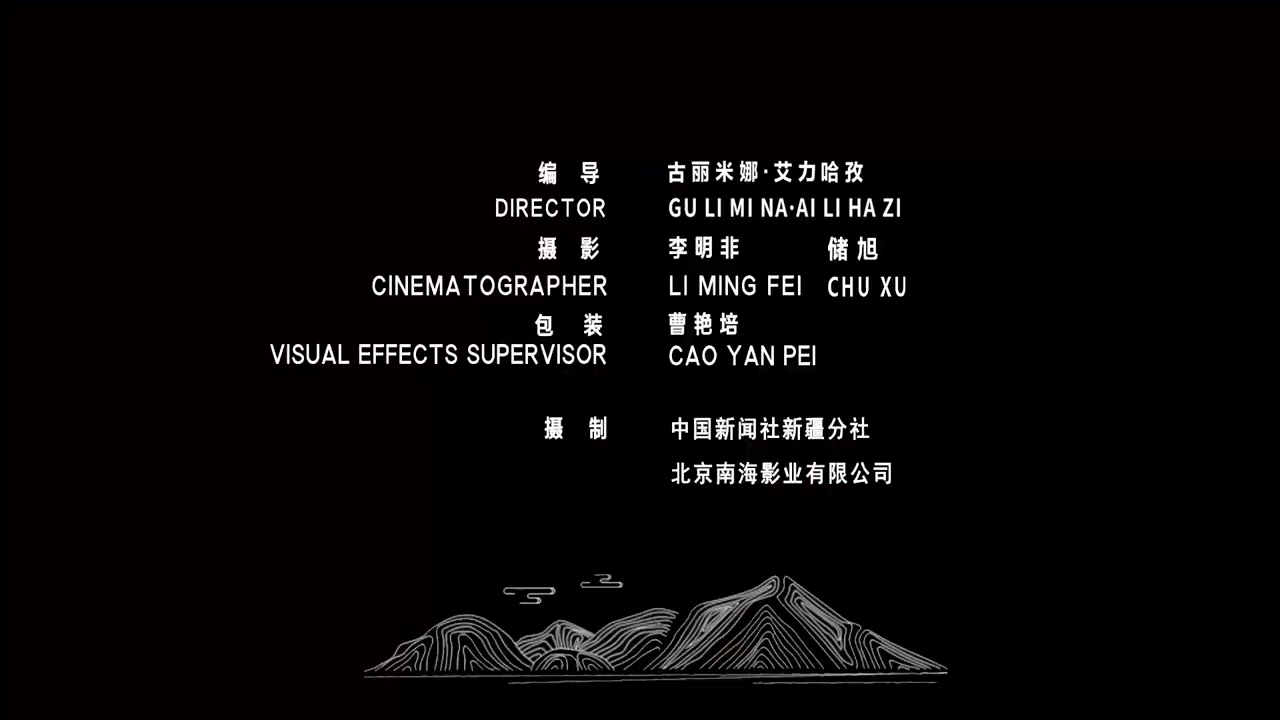 编 导 古丽米娜·艾力哈孜
DIRECTOR GU LI MI NA·AI LI HA ZI
摄 影 李明非 储旭
CINEMATOGRAPHER LI MING FEI CHU XU
包 装 曹艳培
VISUAL EFFECTS SUPERVISOR CAO YAN PEI
摄 制 中国新闻社新疆分社
北京南海影业有限公司